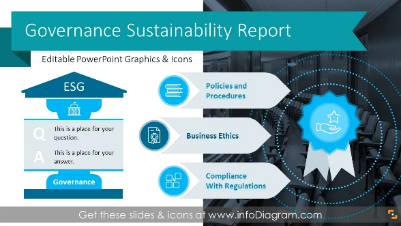 Governance Sustainability Report
Editable PowerPoint Graphics & Icons
ESG
Q
This is a place for your
question.
A
This is a place for your
answer.
Governance
Policies and
Procedures
Business Ethics
Compliance
With Regulations
Get these slides & icons at www.infoDiagram.com